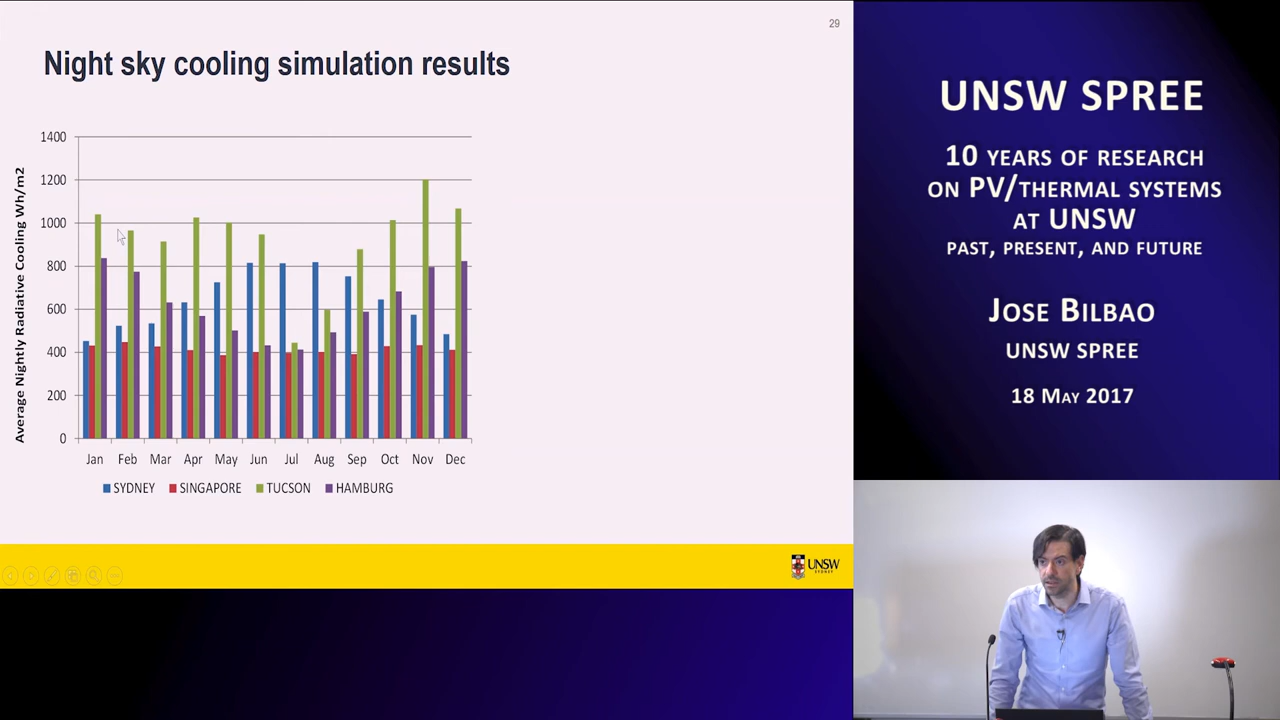 29
Night sky cooling simulation results
Average Nightly Radiative Cooling Wh/m2
1400
1200
1000
800
600
400
200
0
Jan Feb Mar Apr May Jun Jul Aug Sep Oct Nov Dec
SYDNEY SINGAPORE TUCSON HAMBURG
UNSW
SYDNEY
UNSW SPREE
10 YEARS OF RESEARCH
ON PV/THERMAL SYSTEMS
AT UNSW
PAST, PRESENT, AND FUTURE
JOSE BILBAO
UNSW SPREE
18 MAY 2017